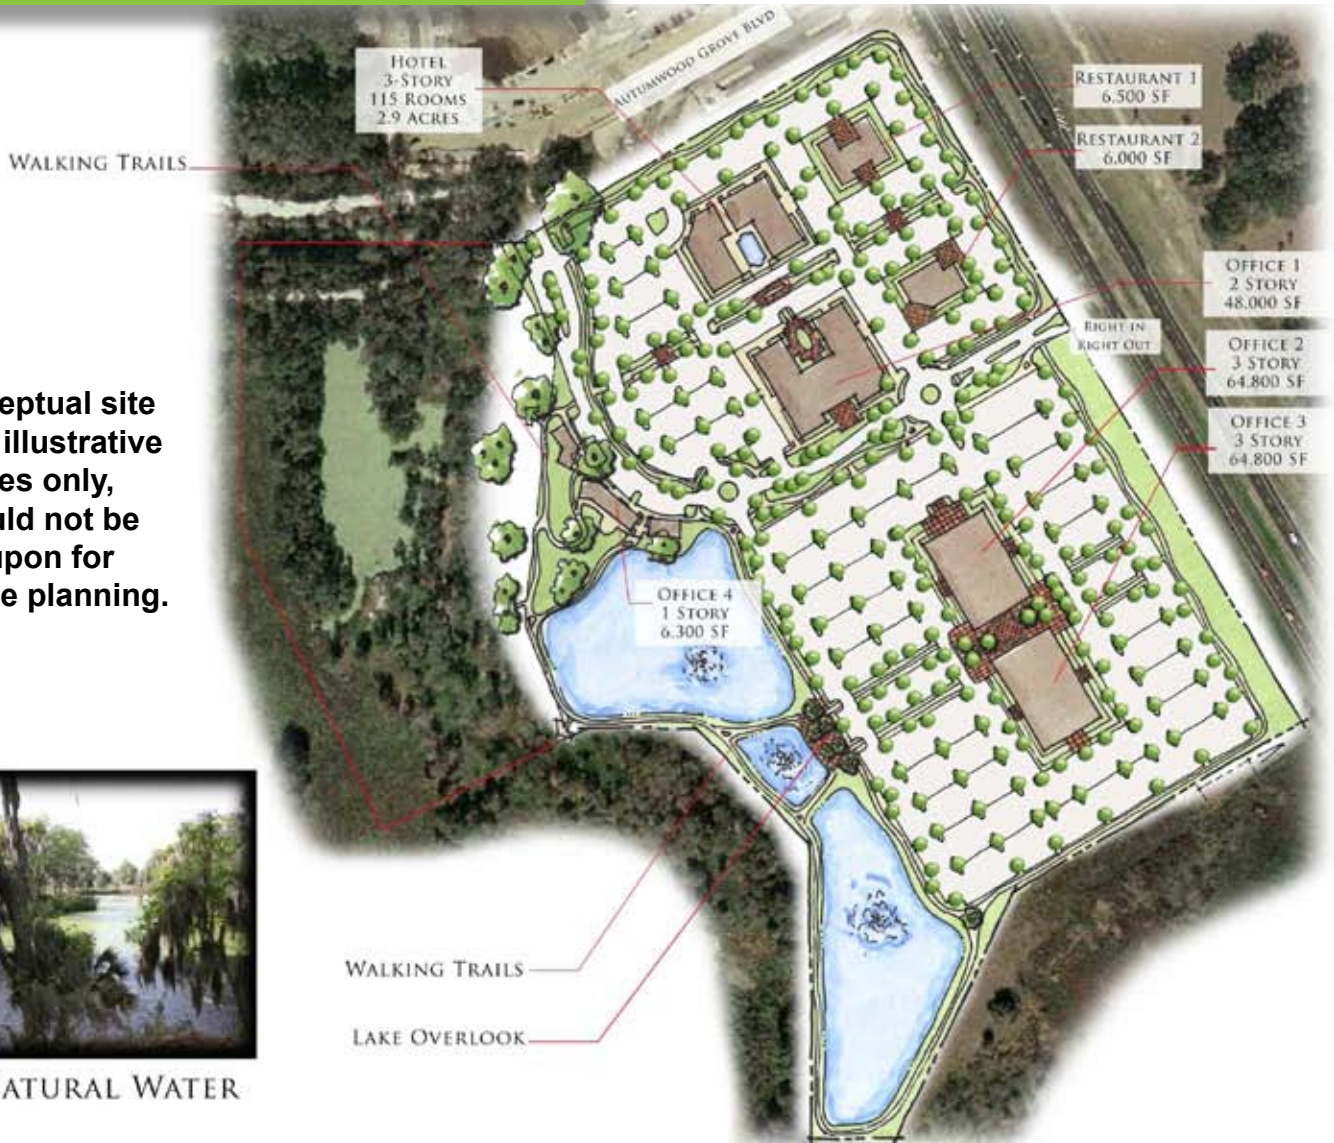 HOTEL
3-STORY
115 ROOMS
2.9 ACRES
AUTUMWOOD GROVE BLVD
RESTAURANT 1
6.500 SF
RESTAURANT 2
6.000 SF
WALKING TRAILS
OFFICE 1
2 STORY
48.000 SF
RIGHT IN
RIGHT OUT
OFFICE 2
3 STORY
64.800 SF
OFFICE 3
3 STORY
64.800 SF
eptual site
illustrative
es only,
uld not be
upon for
e planning.
OFFICE 4
1 STORY
6.300 SF
WALKING TRAILS
LAKE OVERLOOK
ATURAL WATER